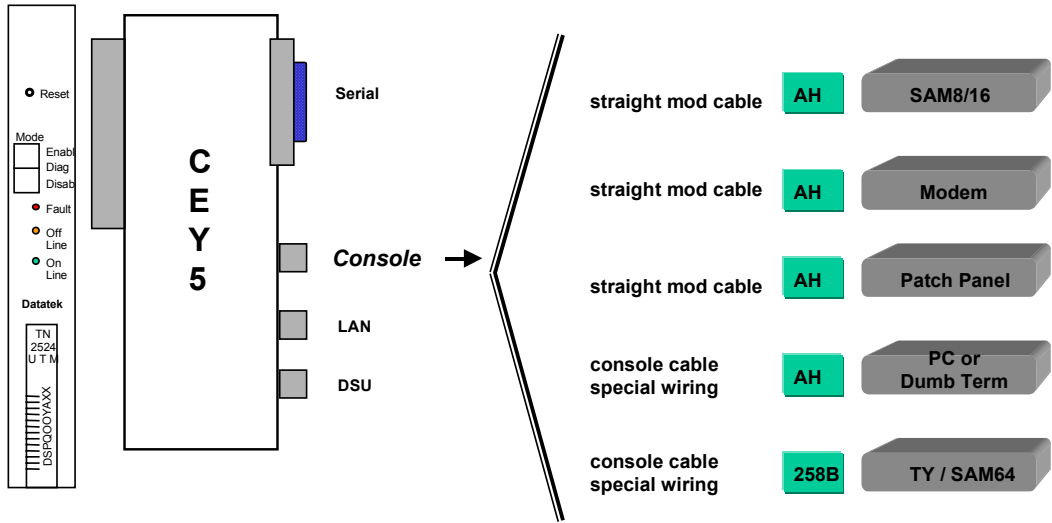 Reset
Mode
Enabl
Diag
Disab
Fault
Off
Line
On
Line
Datatek
TN
2524
U T M
DSPQOOYAXX
C
E
Y
5
Serial
Console
LAN
DSU
straight mod cable
AH
SAM8/16
straight mod cable
AH
Modem
straight mod cable
AH
Patch Panel
console cable
special wiring
AH
PC or
Dumb Term
console cable
special wiring
258B
TY / SAM64